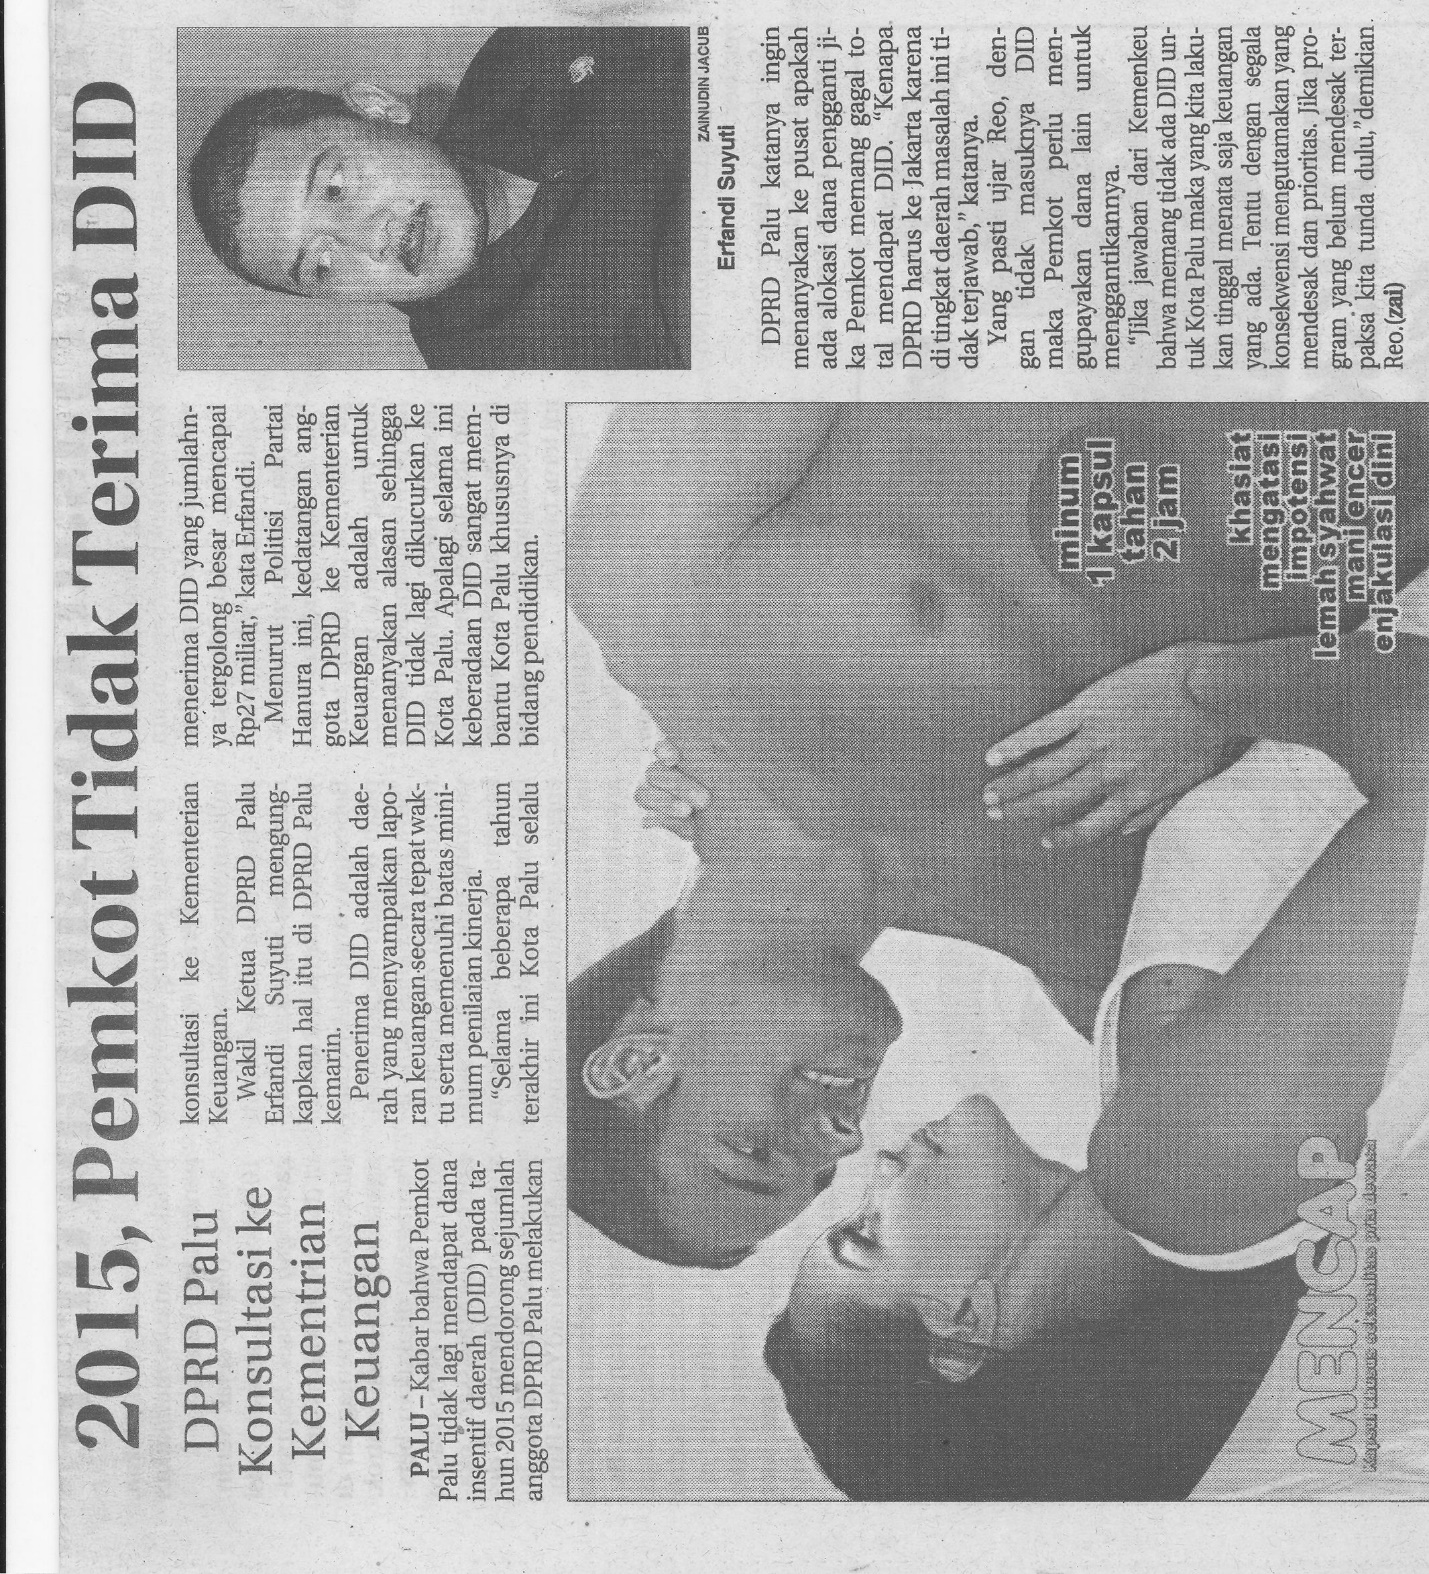 2015, Pemkot Tidak Terima DID
DPRD Palu
Konsultasi ke
Kementrian
Keuangan
PALU – Kabar bahwa Pemkot
Palu tidak lagi mendapat dana
insentif daerah (DID) pada ta-
hun 2015 mendorong sejumlah
anggota DPRD Palu melakukan
konsultasi ke Kementerian
Keuangan.
Wakil Ketua DPRD Palu
Erfandi Suyuti mengung-
kapkan hal itu di DPRD Palu
kemarin.
Penerima DID adalah dae-
rah yang menyampaikan lapo-
ran keuangan secara tepat wak-
tu serta memenuhi batas mini-
mum penilaian kinerja.
“Selama beberapa tahun
terakhir ini Kota Palu selalu
menerima DID yang jumlahn-
ya tergolong besar mencapai
Rp27 miliar,” kata Erfandi.
Menurut Politisi Partai
Hanura ini, kedatangan ang-
gota DPRD ke Kementerian
Keuangan adalah untuk
menanyakan alasan sehingga
DID tidak lagi dikucurkan ke
Kota Palu. Apalagi selama ini
keberadaan DID sangat mem-
bantu Kota Palu khususnya di
bidang pendidikan.
ZAINUDIN JACUB
Erfandi Suyuti
DPRD Palu katanya ingin
menanyakan ke pusat apakah
ada alokasi dana pengganti ji-
ka Pemkot memang gagal to-
tal mendapat DID. “Kenapa
DPRD harus ke Jakarta karena
di tingkat daerah masalah ini ti-
dak terjawab,” katanya.
Yang pasti ujar Reo, den-
gan tidak masuknya DID
maka Pemkot perlu men-
gupayakan dana lain untuk
menggantikannya.
“Jika jawaban dari Kemenkeu
bahwa memang tidak ada DID un-
tuk Kota Palu maka yang kita laku-
kan tinggal menata saja keuangan
yang ada. Tentu dengan segala
konsekwensi mengutamakan yang
mendesak dan prioritas. Jika pro-
gram yang belum mendesak ter-
paksa kita tunda dulu,”demikian
Reo.(zai)
minum
1 kapsul
tahan
2 jam
khasiat
mengatasi
impotensi
lemah syahwat
mani encer
enjakulasi dini
MENCAP
Kapsul khusus seksualitas pria dewasa